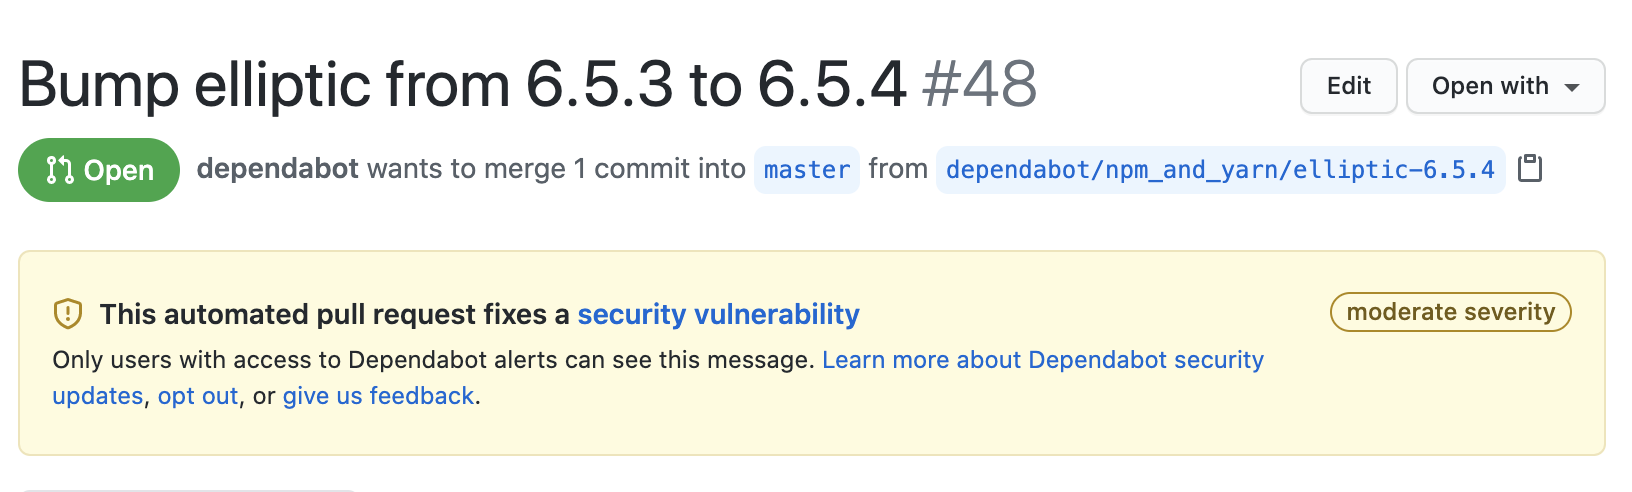 Bump elliptic from 6.5.3 to 6.5.4 #48
Edit
Open with
Open
dependabot wants to merge 1 commit into master from dependabot/npm_and_yarn/elliptic-6.5.4
This automated pull request fixes a security vulnerability
moderate severity
Only users with access to Dependabot alerts can see this message. Learn more about Dependabot security
updates, opt out, or give us feedback.